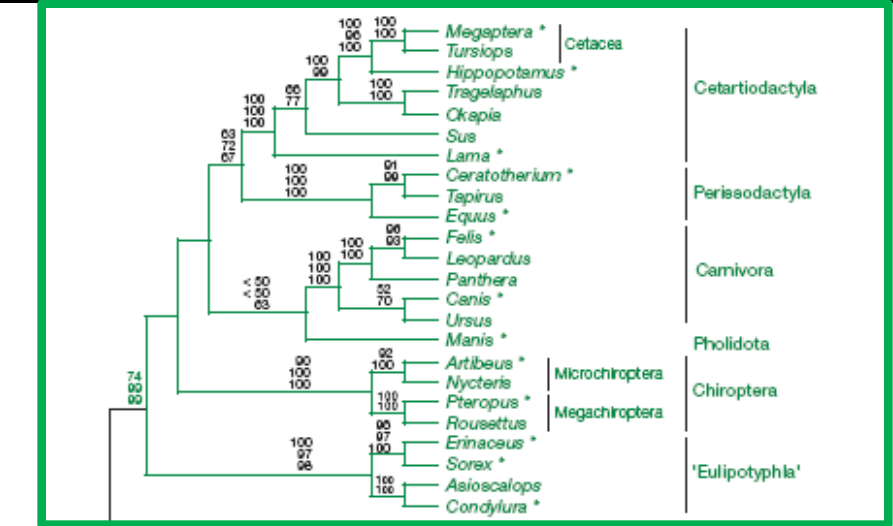 100 100
100 96 100 Megaptera *
100 Tursiops
Cetacea
Hippopotamus *
100 99
100 100 Tragelaphus
Okapia
Cetartiodactyla
66 77
100 100 100
Sus
63 72 67
Lama *
91 99 Ceratotherium *
100 100 100 Tapirus
Perissodactyla
Equus *
96 93 Felis *
100 100 Leopardus
100 100 100 Panthera
Carnivora
< 50 < 50 63
52 70 Canis *
Ursus
Manis *
Pholidota
92 100 Artibeus *
90 100 100 Nycteris
Microchiroptera
Chiroptera
74 99 99
100 100 Pteropus *
Rousettus
Megachiroptera
96 97 100 Erinaceus *
100 97 96 Sorex *
'Eulipotyphla'
100 100 Asioscalops
Condylura *